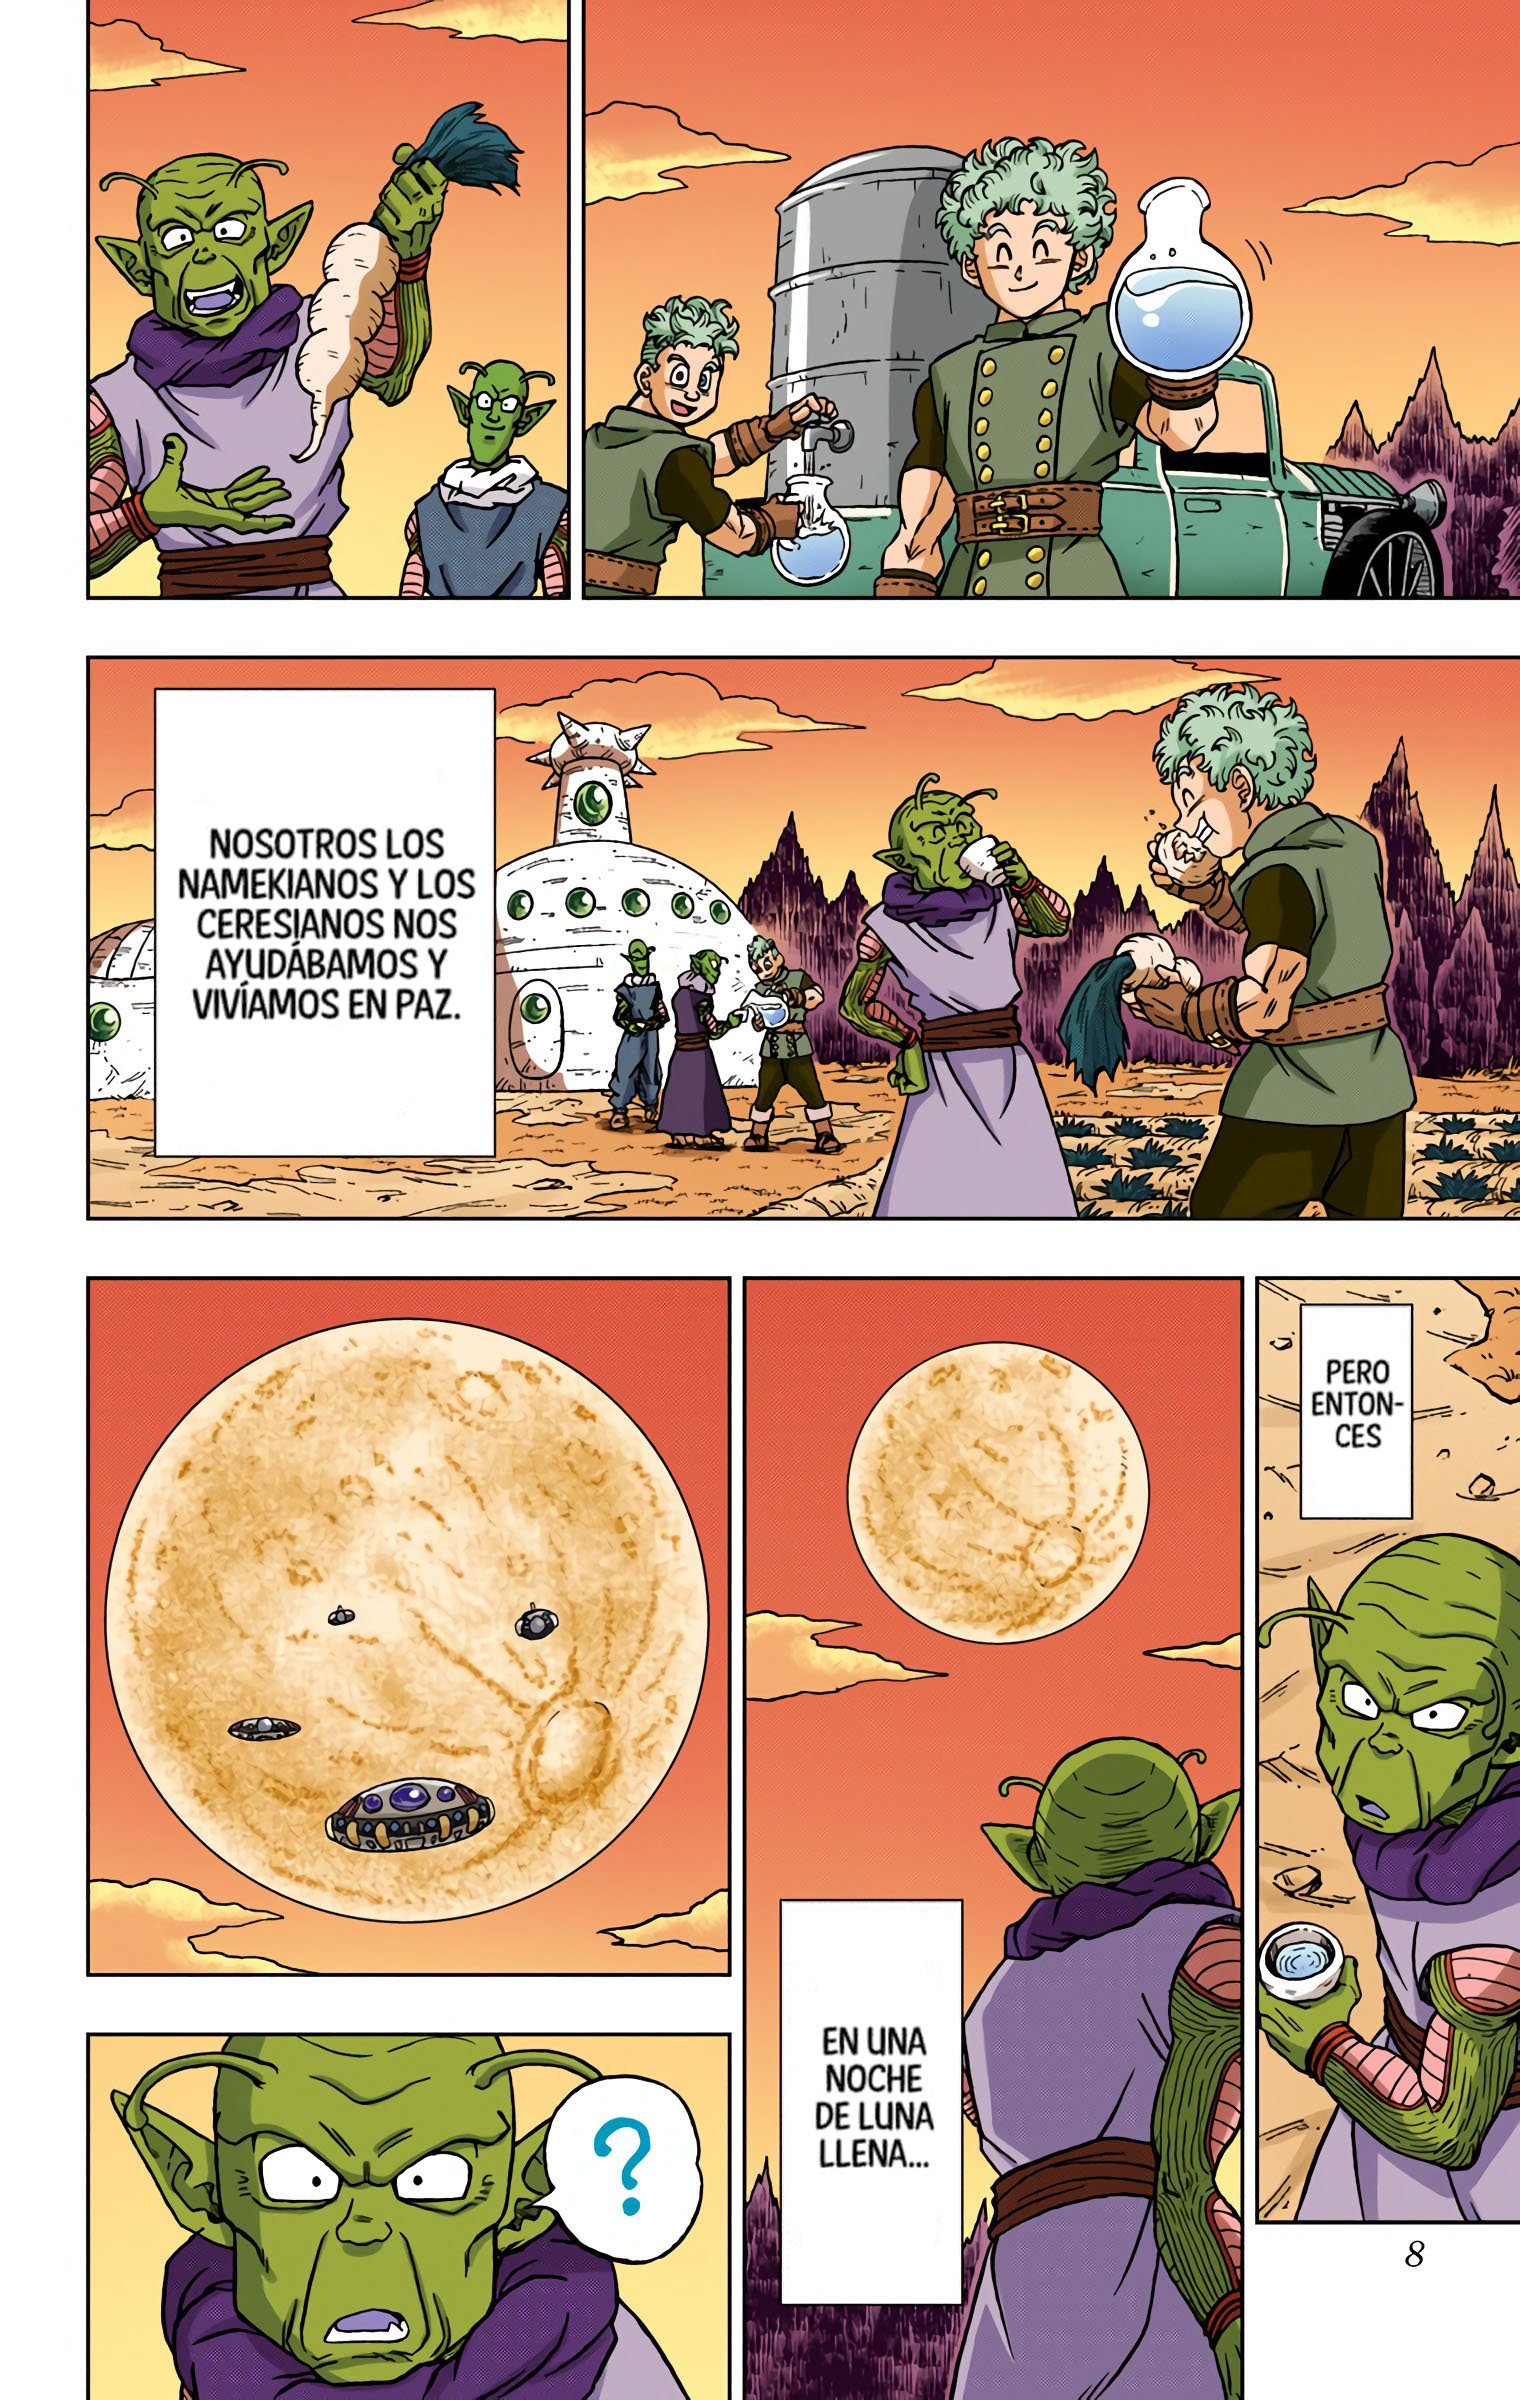 NOSOTROS LOS
NAMEKIANOS Y LOS
CERESIANOS NOS
AYUDÁBAMOS Y
VIVÍAMOS EN PAZ.
PERO
ENTON-
CES
EN UNA
NOCHE
DE LUNA
LLENA...
?
8